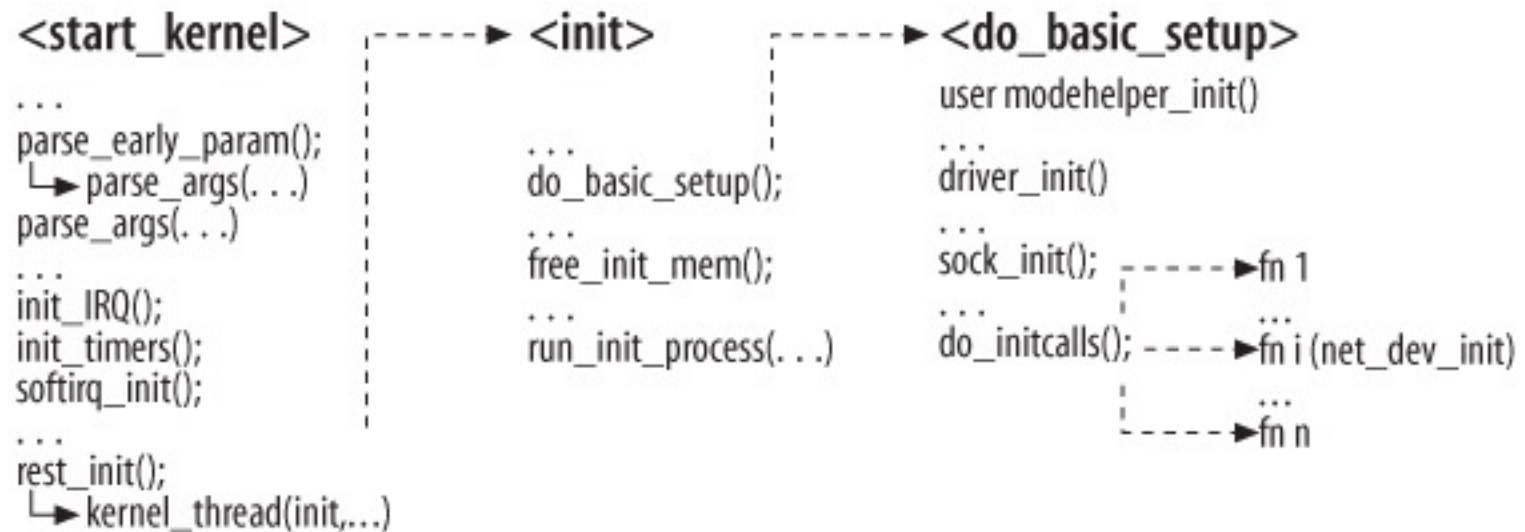 <start_kernel>
. . .
parse_early_param();
parse_args(. . .)
parse_args(. . .)
. . .
init_IRQ();
init_timers();
softirq_init();
. . .
rest_init();
kernel_thread(init,...)
<init>
. . .
do_basic_setup();
. . .
free_init_mem();
. . .
run_init_process(. . .)
<do_basic_setup>
user modehelper_init()
. . .
driver_init()
. . .
sock_init();
. . .
do_initcalls();
fn 1
...
fn i (net_dev_init)
...
fn n